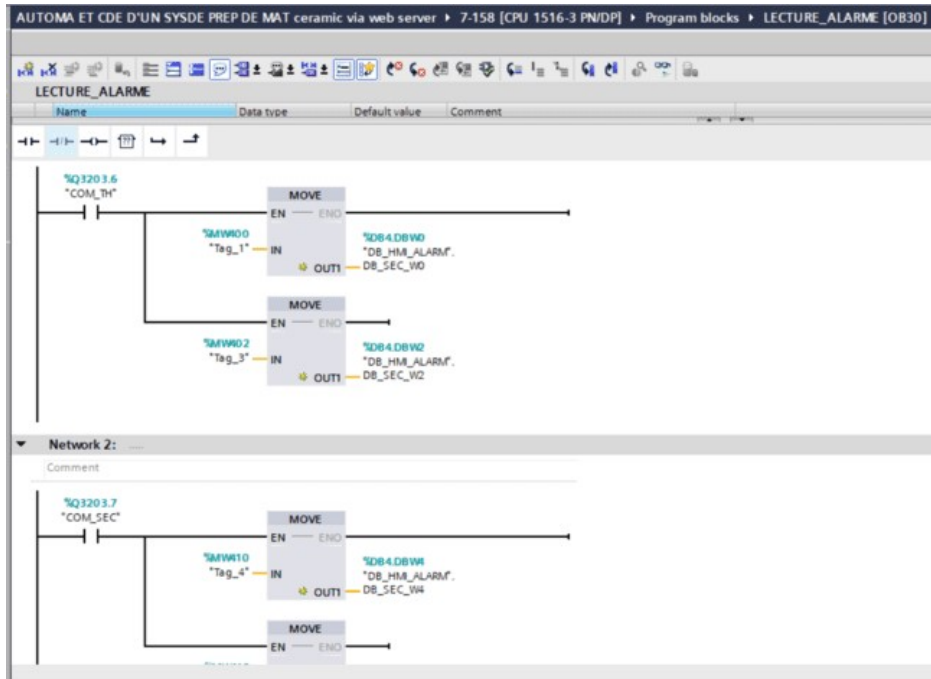 AUTOMA ET CDE D'UN SYSDE PREP DE MAT ceramic via web server ▸ 7-158 [CPU 1516-3 PN/DP] ▸ Program blocks ▸ LECTURE_ALARME [OB30]
LECTURE_ALARME
Name Data type Default value Comment
%Q3203.6
"COM_TH"
MOVE
EN ENO
%MW400
"Tag_1" IN
%DB4.DBW0
"DB_HMI_ALARM".
OUT1 DB_SEC_W0
MOVE
EN ENO
%MW402
"Tag_3" IN
%DB4.DBW2
"DB_HMI_ALARM".
OUT1 DB_SEC_W2
Network 2: ....
Comment
%Q3203.7
"COM_SEC"
MOVE
EN ENO
%MW410
"Tag_4" IN
%DB4.DBW4
"DB_HMI_ALARM".
OUT1 DB_SEC_W4
MOVE
EN ENO